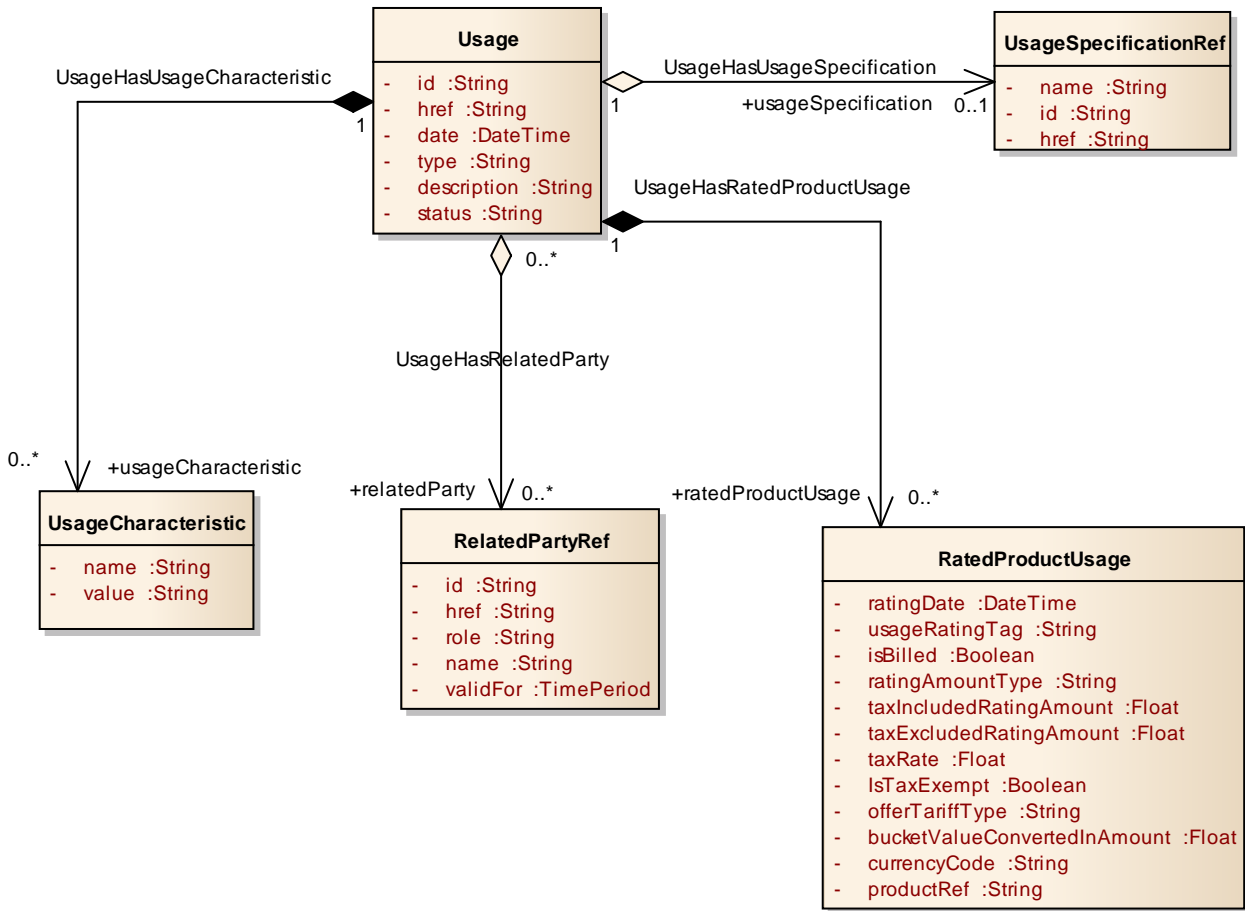 Usage
- id :String
- href :String
- date :DateTime
- type :String
- description :String
- status :String
UsageSpecificationRef
- name :String
- id :String
- href :String
UsageHasUsageCharacteristic
1
UsageHasUsageSpecification
1
+usageSpecification
0..1
UsageHasRatedProductUsage
1
0..*
UsageHasRelatedParty
0..*
+usageCharacteristic
+relatedParty
0..*
+ratedProductUsage
0..*
UsageCharacteristic
- name :String
- value :String
RelatedPartyRef
- id :String
- href :String
- role :String
- name :String
- validFor :TimePeriod
RatedProductUsage
- ratingDate :DateTime
- usageRatingTag :String
- isBilled :Boolean
- ratingAmountType :String
- taxIncludedRatingAmount :Float
- taxExcludedRatingAmount :Float
- taxRate :Float
- IsTaxExempt :Boolean
- offerTariffType :String
- bucketValueConvertedInAmount :Float
- currencyCode :String
- productRef :String